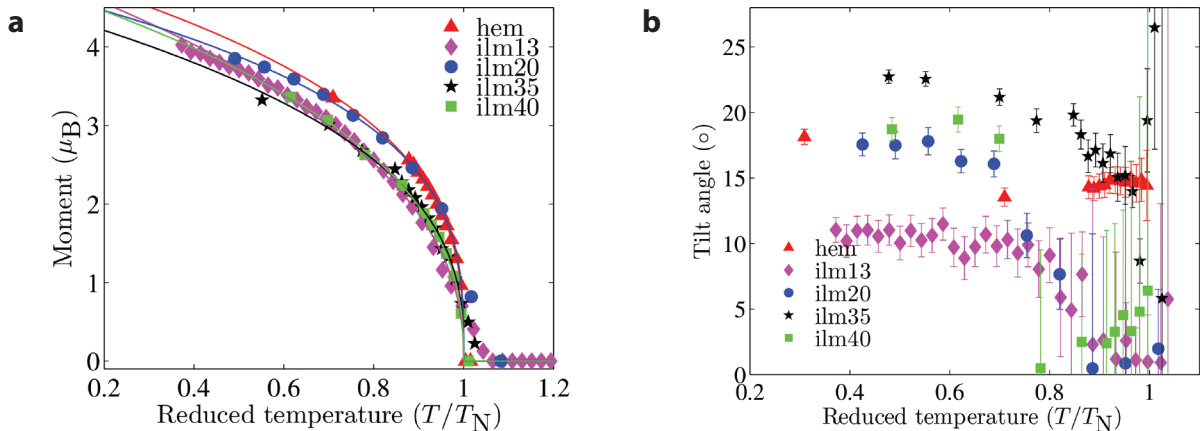 a
Moment (μB)
4
3
2
1
0
0.2 0.4 0.6 0.8 1 1.2
Reduced temperature (T/TN)
hem
ilm13
ilm20
ilm35
ilm40
b
Tilt angle (○)
25
20
15
10
5
0
0.2 0.4 0.6 0.8 1
Reduced temperature (T/TN)
hem
ilm13
ilm20
ilm35
ilm40